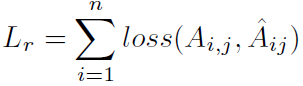 L_r = \sum_{i=1}^{n} loss(A_{i,j}, \hat{A}_{ij})